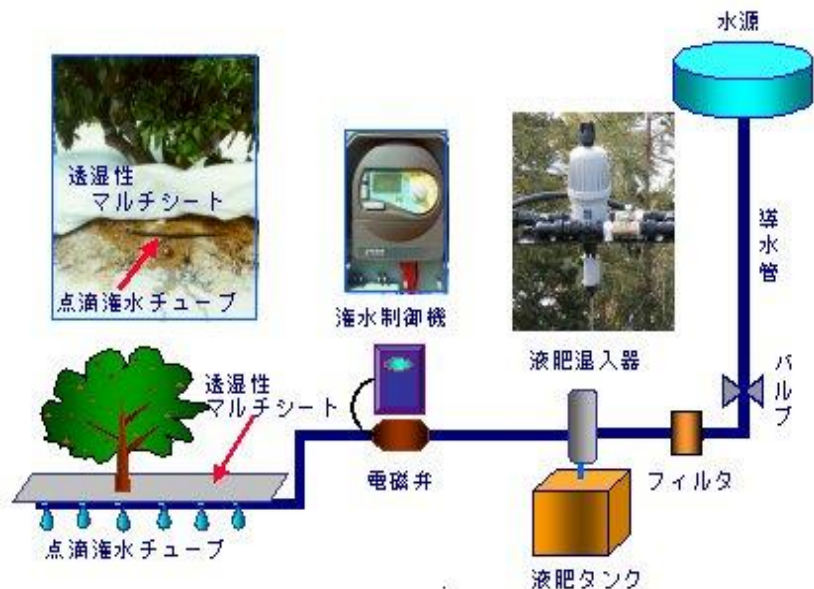 水源
透湿性
マルチシート
点滴潅水チューブ
潅水制御機
導水管
液肥混入器
バルブ
透湿性
マルチシート
電磁弁
フィルタ
点滴潅水チューブ
液肥タンク